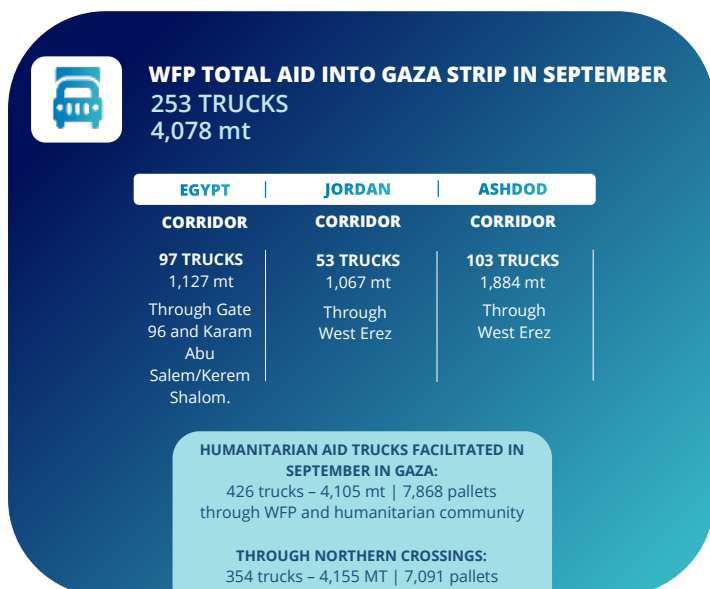 WFP TOTAL AID INTO GAZA STRIP IN SEPTEMBER
253 TRUCKS
4,078 mt
EGYPT | JORDAN | ASHDOD
CORRIDOR CORRIDOR CORRIDOR
97 TRUCKS
1,127 mt
Through Gate
96 and Karam
Abu
Salem/Kerem
Shalom.
53 TRUCKS
1,067 mt
Through
West Erez
103 TRUCKS
1,884 mt
Through
West Erez
HUMANITARIAN AID TRUCKS FACILITATED IN
SEPTEMBER IN GAZA:
426 trucks – 4,105 mt | 7,868 pallets
through WFP and humanitarian community
THROUGH NORTHERN CROSSINGS:
354 trucks – 4,155 MT | 7,091 pallets